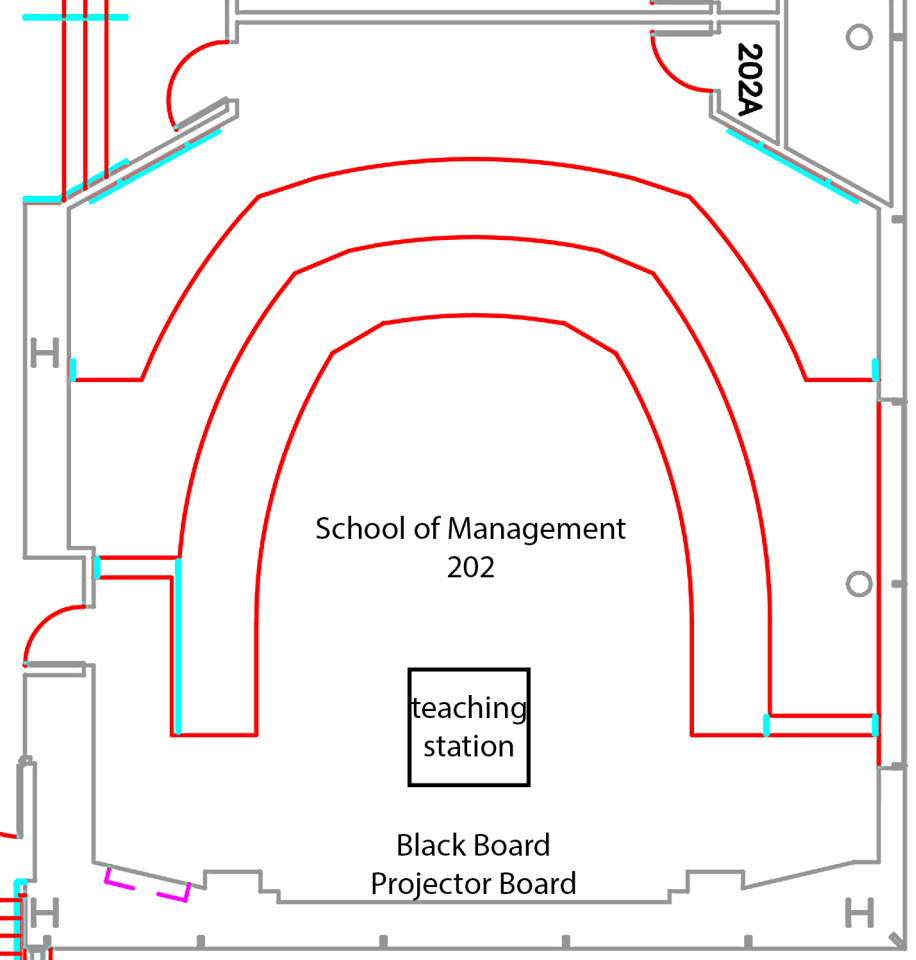 202A
School of Management
202
teaching
station
Black Board
Projector Board